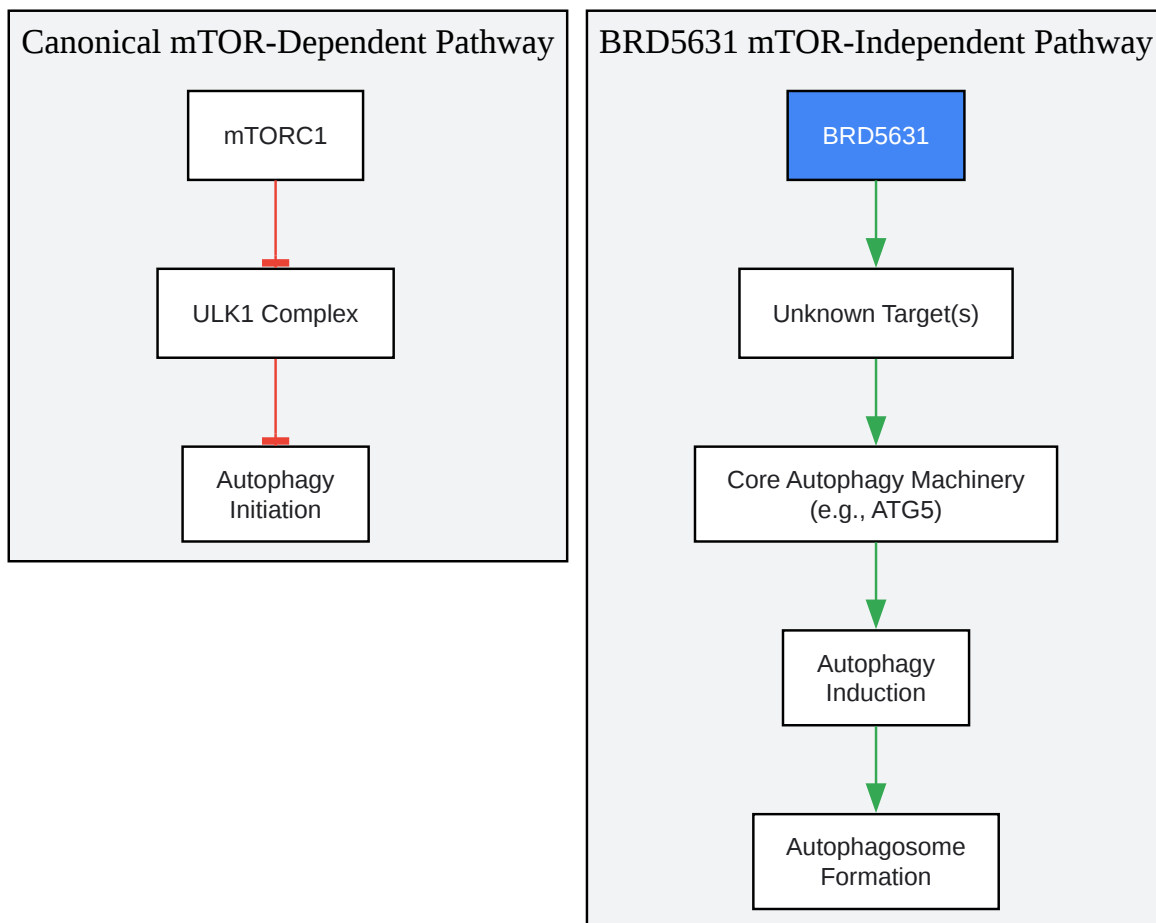 Canonical mTOR-Dependent Pathway
mTORC1
ULK1 Complex
Autophagy
Initiation
BRD5631 mTOR-Independent Pathway
BRD5631
Unknown Target(s)
Core Autophagy Machinery
(e.g., ATG5)
Autophagy
Induction
Autophagosome
Formation